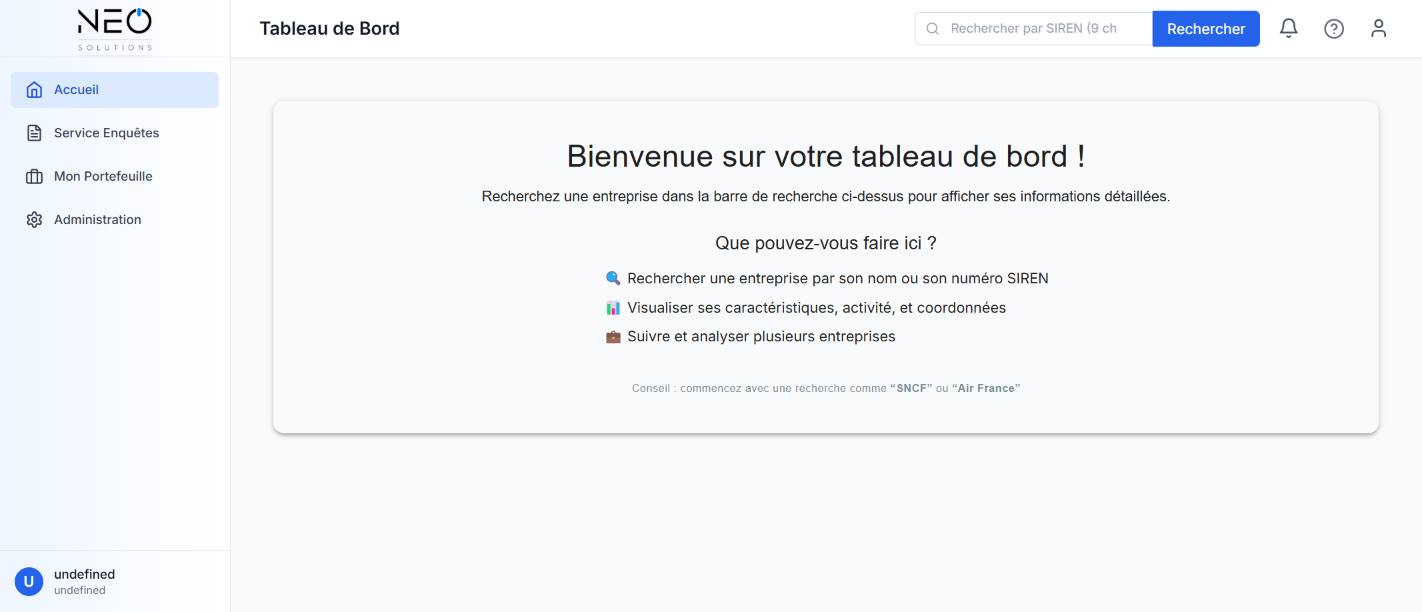 NEO
SOLUTIONS
Tableau de Bord
Rechercher par SIREN (9 ch
Rechercher
Accueil
Service Enquêtes
Mon Portefeuille
Administration
Bienvenue sur votre tableau de bord !
Recherchez une entreprise dans la barre de recherche ci-dessus pour afficher ses informations détaillées.
Que pouvez-vous faire ici ?
🔍 Rechercher une entreprise par son nom ou son numéro SIREN
📊 Visualiser ses caractéristiques, activité, et coordonnées
💼 Suivre et analyser plusieurs entreprises
Conseil : commencez avec une recherche comme “SNCF” ou “Air France”
U
undefined
undefined